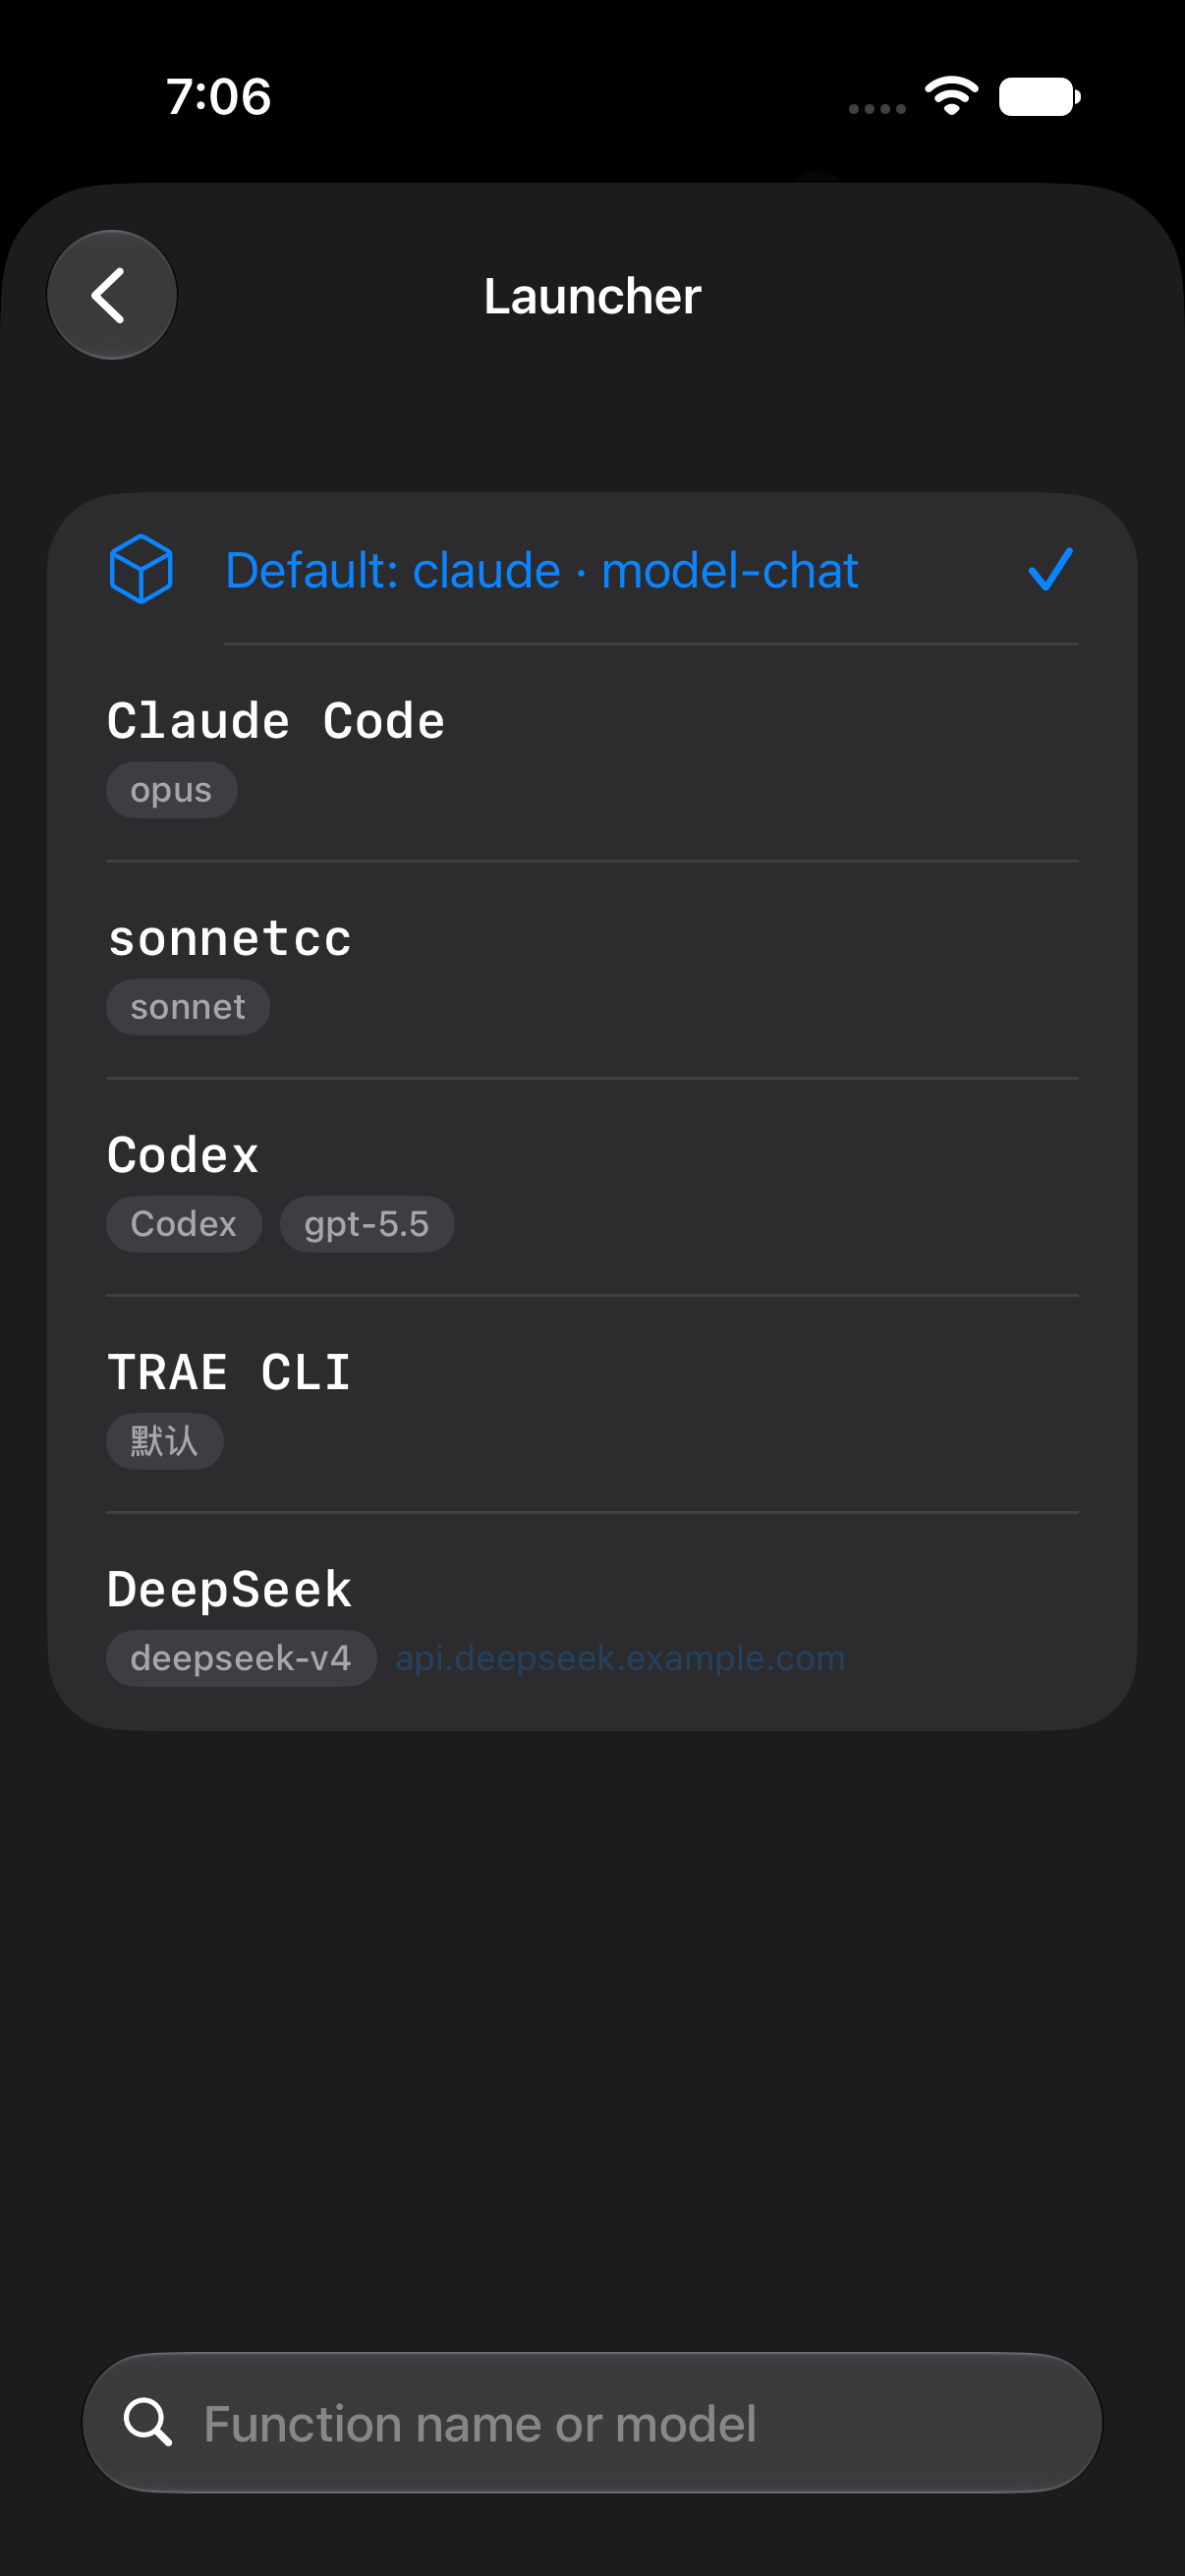 7:06
Launcher
Default: claude · model-chat
Claude Code
opus
sonnetcc
sonnet
Codex
Codex gpt-5.5
TRAE CLI
默认
DeepSeek
deepseek-v4 api.deepseek.example.com
Function name or model